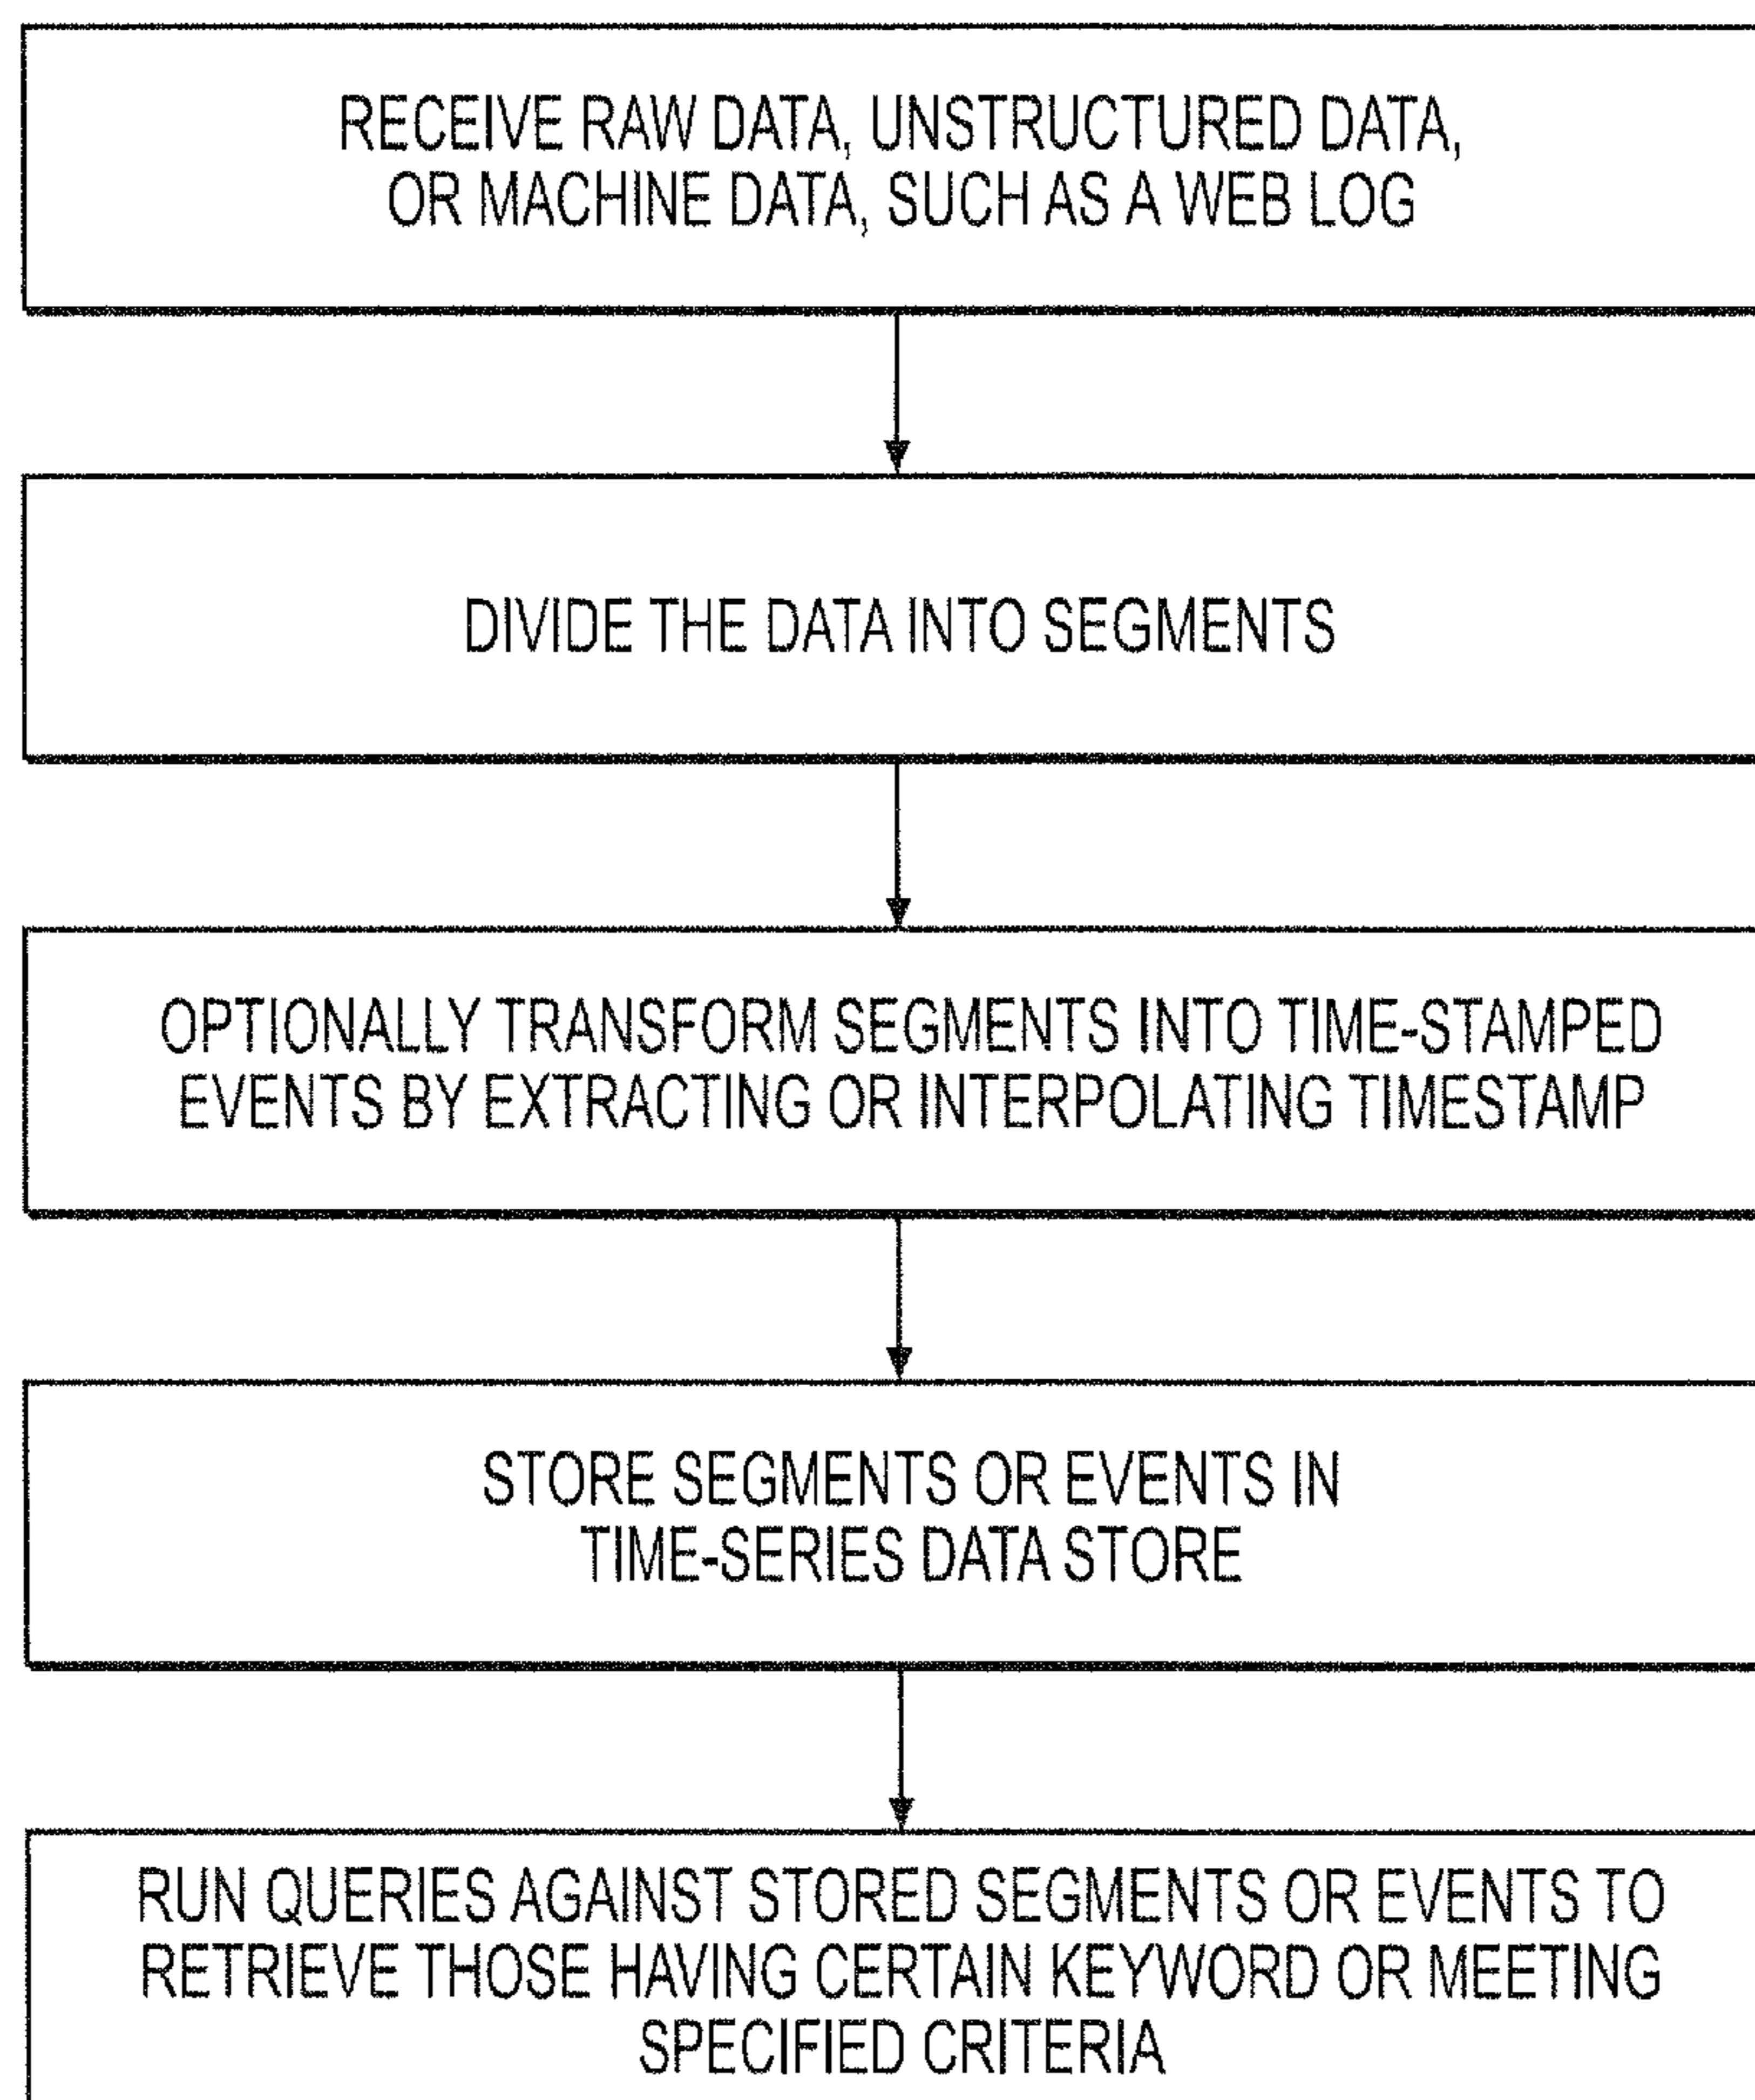 RECEIVE RAW DATA, UNSTRUCTURED DATA,
OR MACHINE DATA, SUCH AS A WEB LOG
DIVIDE THE DATA INTO SEGMENTS
OPTIONALLY TRANSFORM SEGMENTS INTO TIME-STAMPED
EVENTS BY EXTRACTING OR INTERPOLATING TIMESTAMP
STORE SEGMENTS OR EVENTS IN
TIME-SERIES DATA STORE
RUN QUERIES AGAINST STORED SEGMENTS OR EVENTS TO
RETRIEVE THOSE HAVING CERTAIN KEYWORD OR MEETING
SPECIFIED CRITERIA